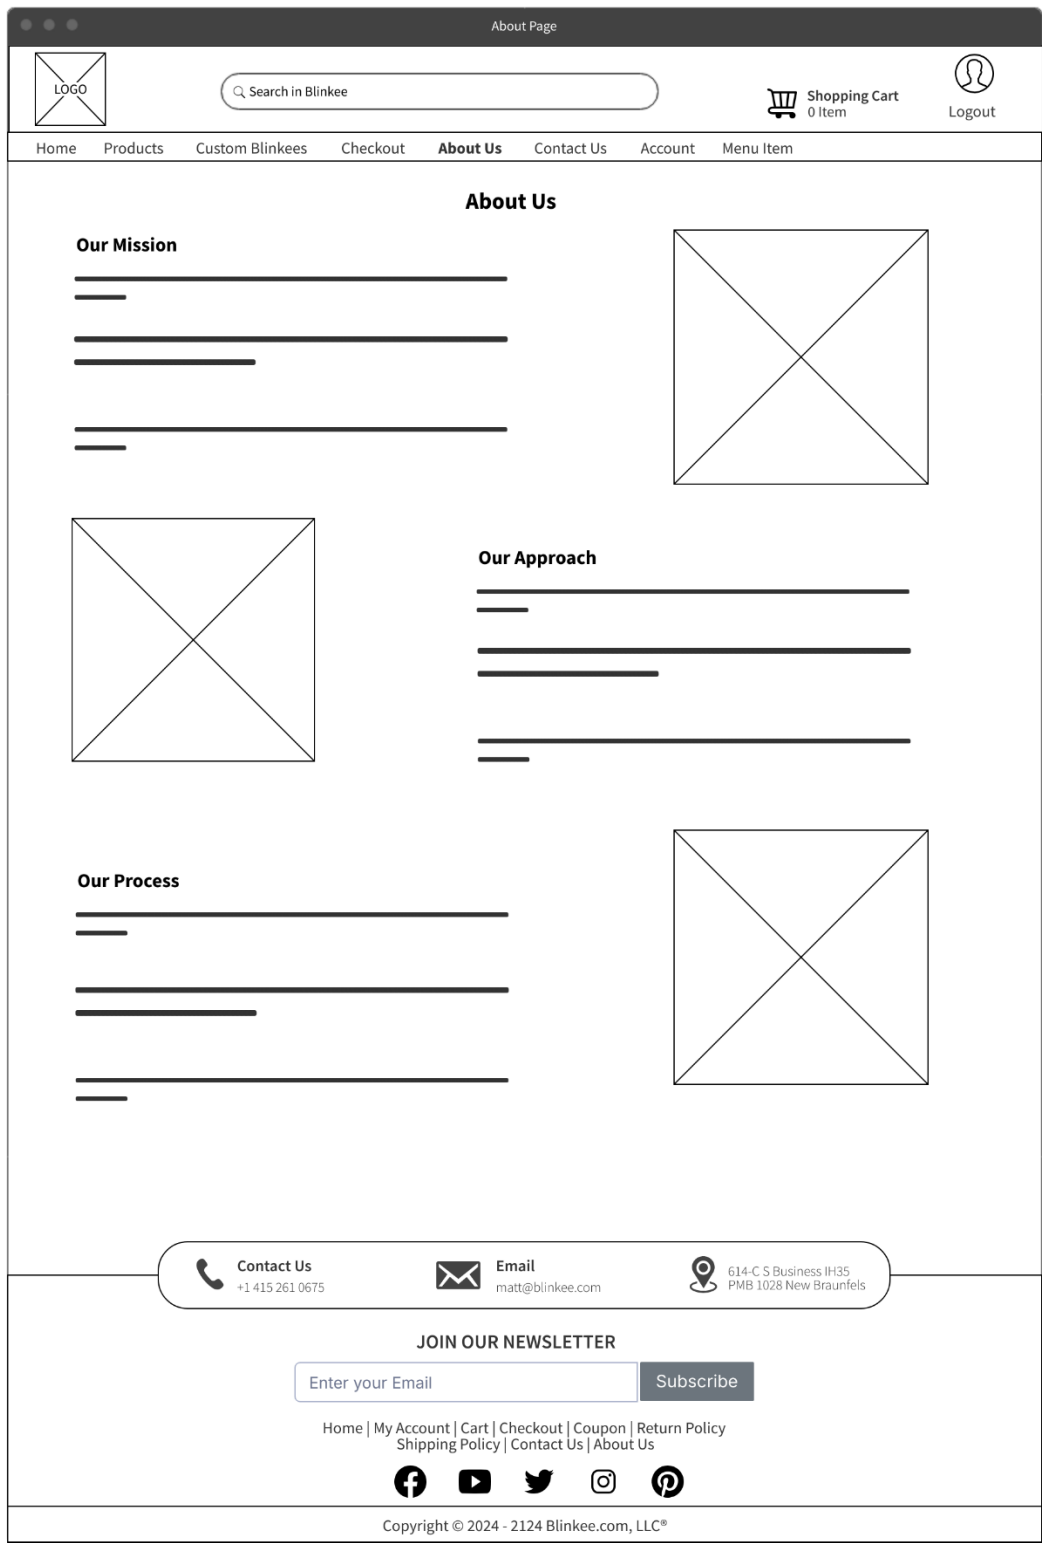 About Page
LOGO
Search in Blinkee
Shopping Cart
0 Item
Logout
Home Products Custom Blinkees Checkout About Us Contact Us Account Menu Item
About Us
Our Mission
Our Approach
Our Process
Contact Us
+1 415 261 0675
Email
matt@blinkee.com
614-C S Business IH35
PMB 1028 New Braunfels
JOIN OUR NEWSLETTER
Enter your Email
Subscribe
Home | My Account | Cart | Checkout | Coupon | Return Policy
Shipping Policy | Contact Us | About Us
Copyright © 2024 - 2124 Blinkee.com, LLC®